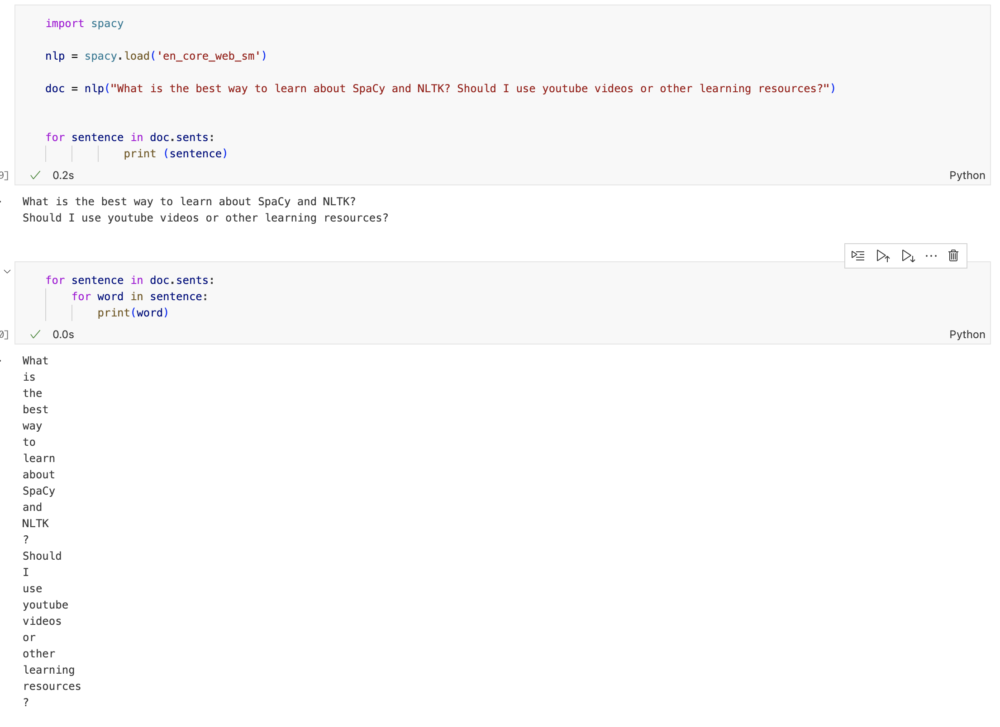 import spacy
nlp = spacy.load('en_core_web_sm')
doc = nlp("What is the best way to learn about SpaCy and NLTK? Should I use youtube videos or other learning resources?")
for sentence in doc.sents:
print (sentence)
9]
0.2s
Python
What is the best way to learn about SpaCy and NLTK?
Should I use youtube videos or other learning resources?
for sentence in doc.sents:
for word in sentence:
print(word)
0]
0.0s
Python
What
is
the
best
way
to
learn
about
SpaCy
and
NLTK
?
Should
I
use
youtube
videos
or
other
learning
resources
?